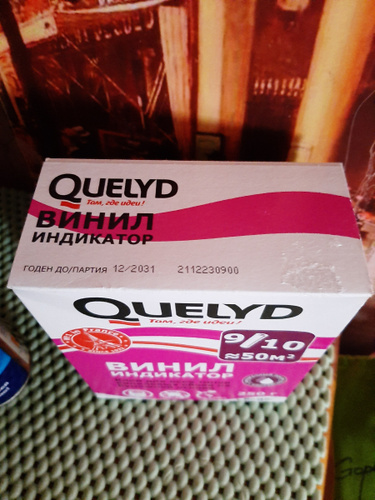 QUELYD
Там, где идеи!
ВИНИЛ
ИНДИКАТОР
ГОДЕН ДО/ПАРТИЯ 12/2031 2112230900
QUELYD
Там, где идеи!
9/10
≈50м²
ВИНИЛ
ИНДИКАТОР
250 г